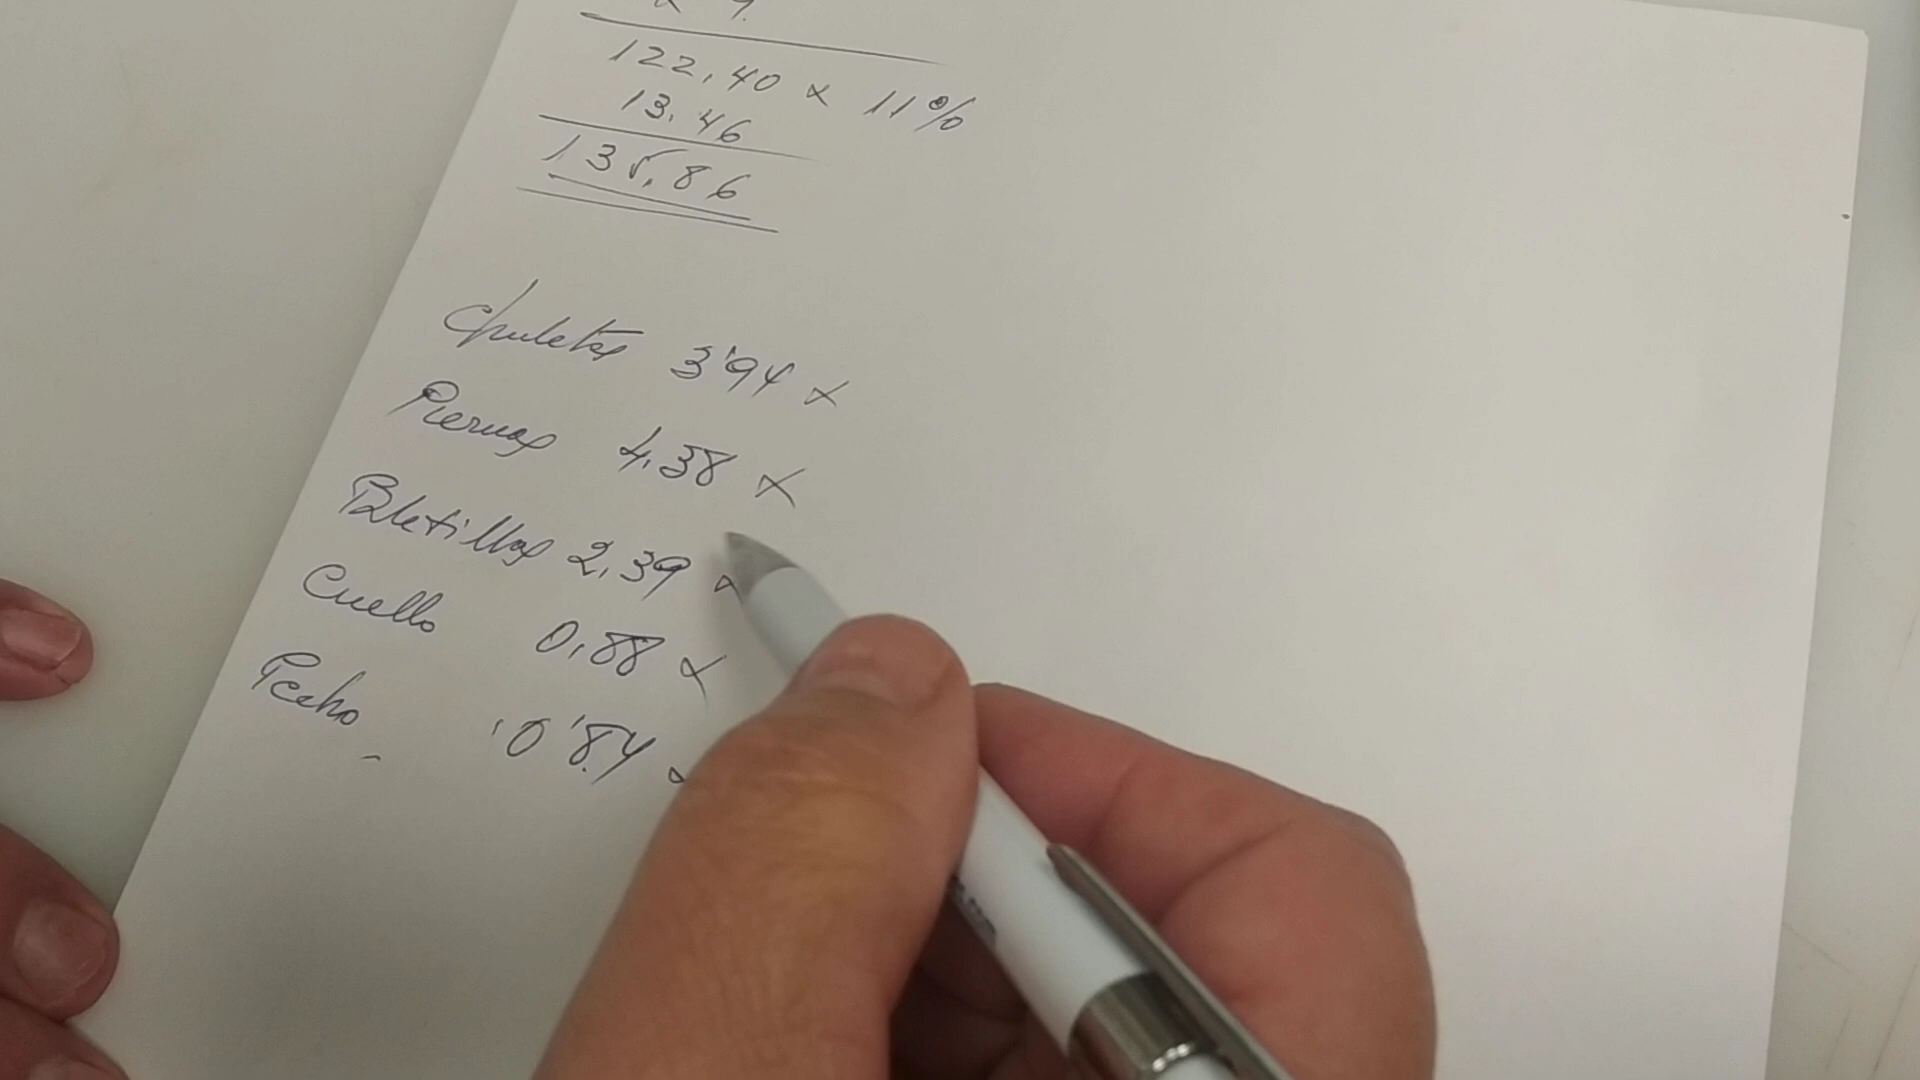 x 9.
122,40 x 11%
13,46
135,86
Chuletas 3'94 x
Piernas 4,38 x
Paletillas 2,39 x
Cuello 0,88 x
Pecho 0'84 x